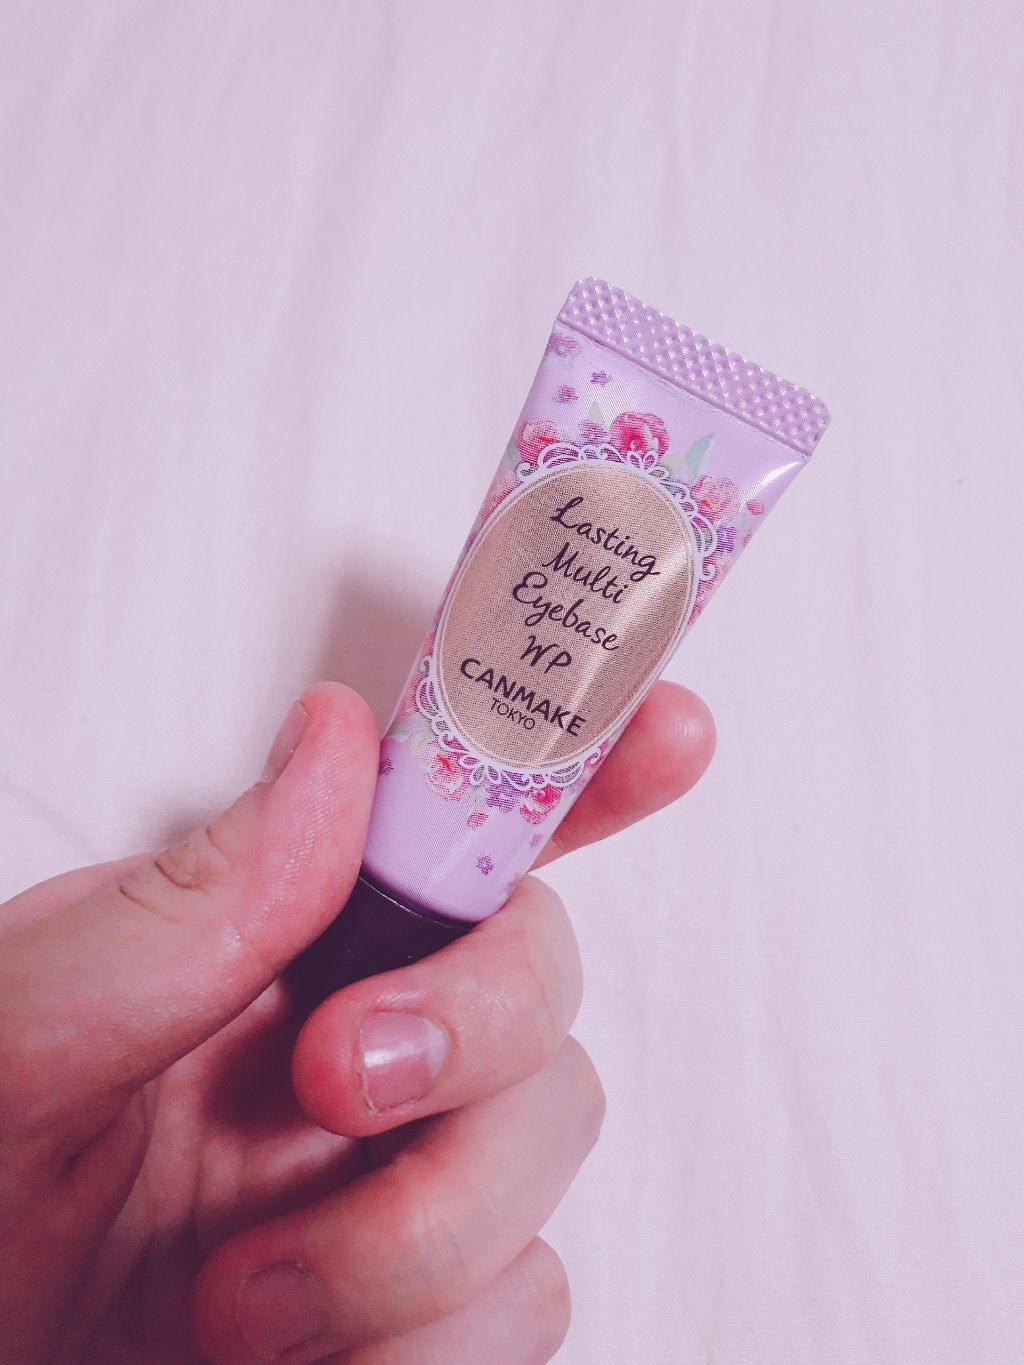 Lasting
Multi
Eyebase
WP
CANMAKE
TOKYO